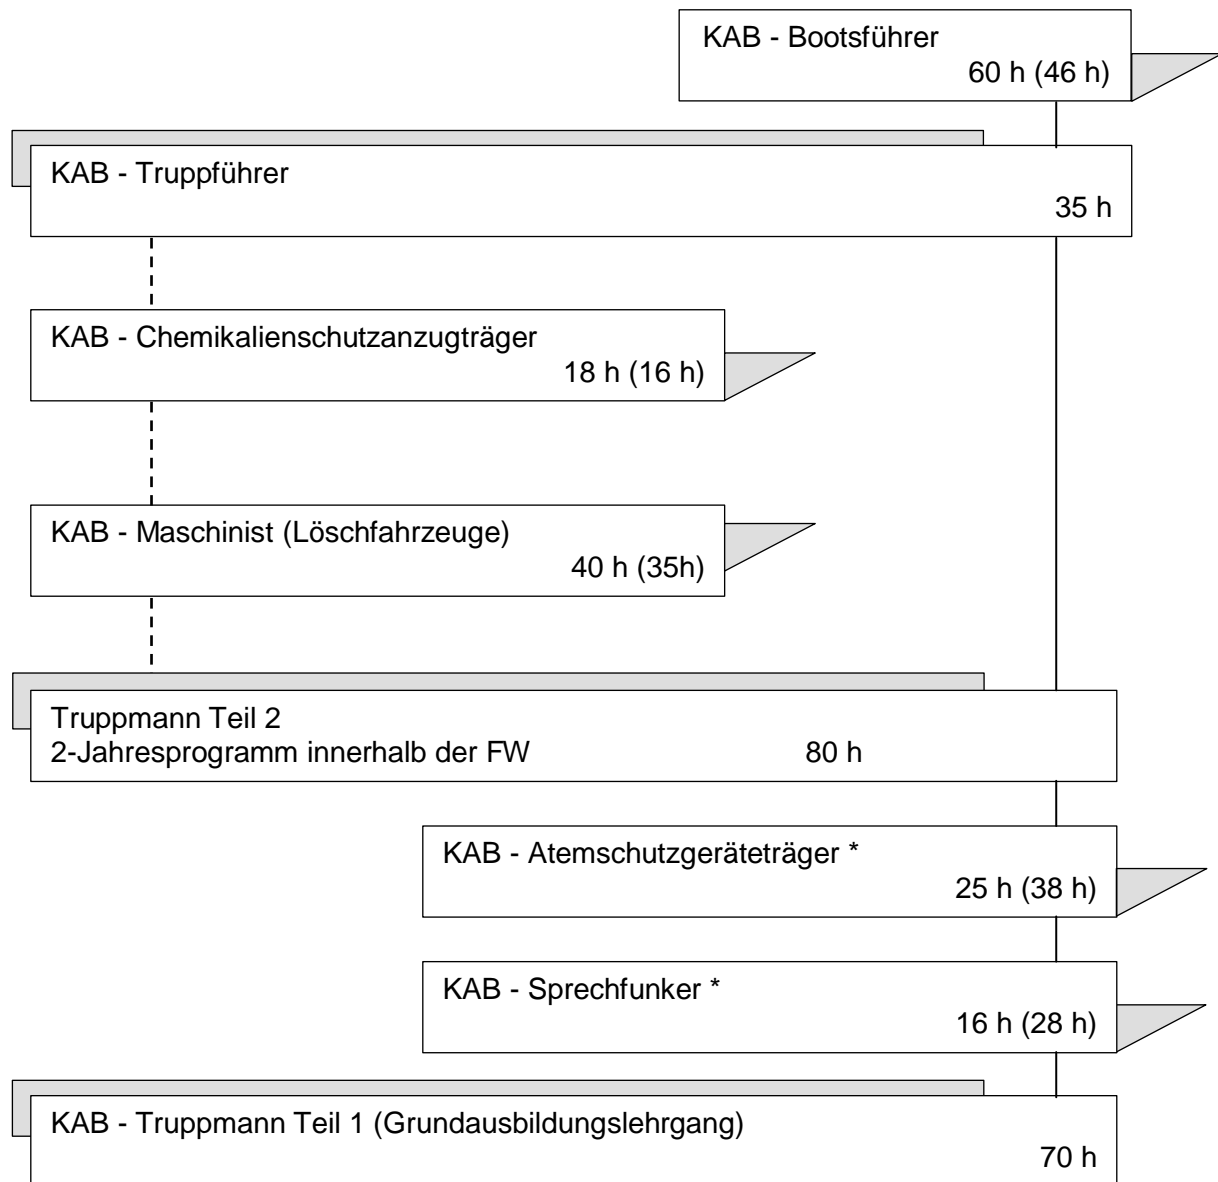 KAB - Bootsführer
60 h (46 h)
KAB - Truppführer
35 h
KAB - Chemikalienschutzanzugträger
18 h (16 h)
KAB - Maschinist (Löschfahrzeuge)
40 h (35h)
Truppmann Teil 2
2-Jahresprogramm innerhalb der FW 80 h
KAB - Atemschutzgeräteträger *
25 h (38 h)
KAB - Sprechfunker *
16 h (28 h)
KAB - Truppmann Teil 1 (Grundausbildungslehrgang)
70 h